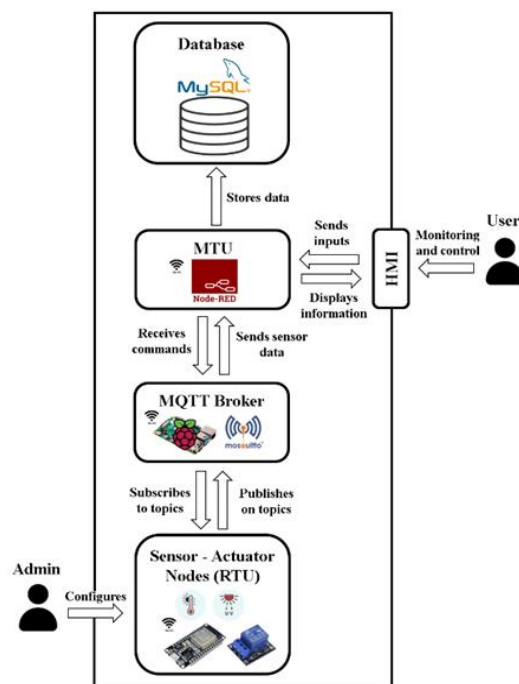 Database
MySQL
Stores data
MTU
Node-RED
Sends
inputs
Displays
information
HMI
Monitoring
and control
User
Receives
commands
Sends sensor
data
MQTT Broker
mosquitto
Subscribes
to topics
Publishes
on topics
Sensor - Actuator
Nodes (RTU)
UV
Admin
Configures